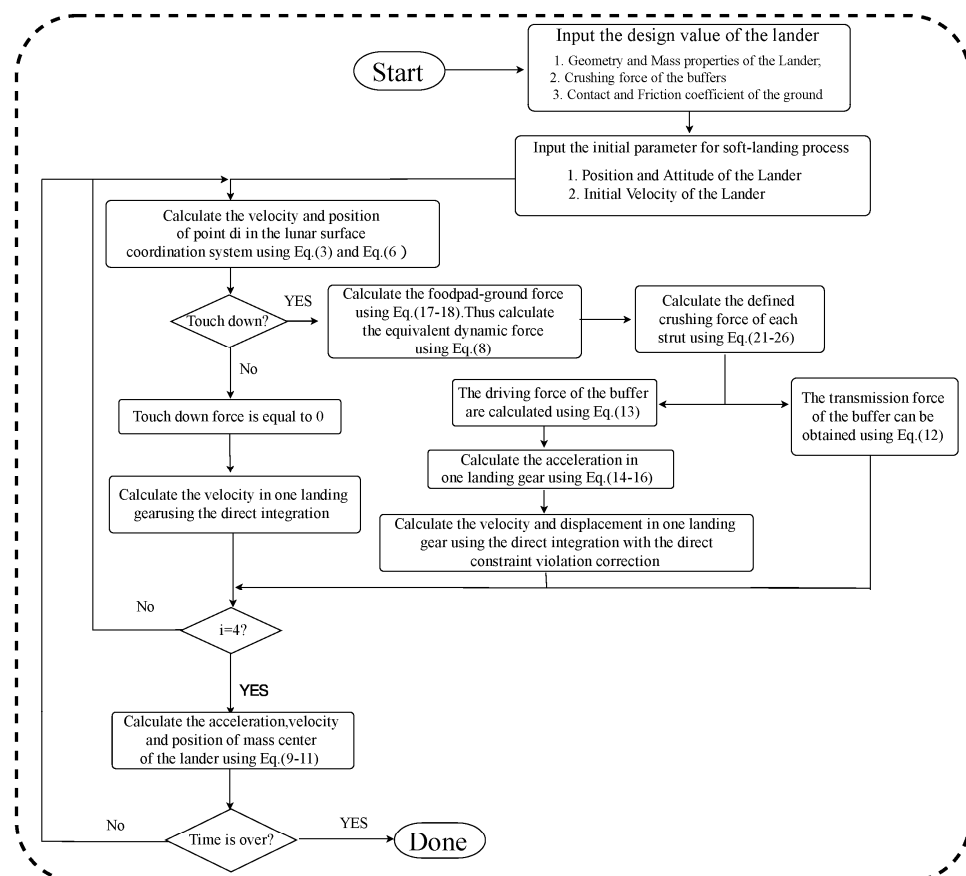 Start
Input the design value of the lander
1. Geometry and Mass properties of the Lander;
2. Crushing force of the buffers
3. Contact and Friction coefficient of the ground
Input the initial parameter for soft-landing process
1. Position and Attitude of the Lander
2. Initial Velocity of the Lander
Calculate the velocity and position
of point di in the lunar surface
coordination system using Eq.(3) and Eq.(6 )
Touch down?
YES
Calculate the foodpad-ground force
using Eq.(17-18).Thus calculate
the equivalent dynamic force
using Eq.(8)
Calculate the defined
crushing force of each
strut using Eq.(21-26)
No
Touch down force is equal to 0
The driving force of the buffer
are calculated using Eq.(13)
The transmission force
of the buffer can be
obtained using Eq.(12)
Calculate the acceleration in
one landing gear using Eq.(14-16)
Calculate the velocity in one landing
gearusing the direct integration
Calculate the velocity and displacement in one landing
gear using the direct integration with the direct
constraint violation correction
No
i=4?
YES
Calculate the acceleration,velocity
and position of mass center
of the lander using Eq.(9-11)
No
Time is over?
YES
Done